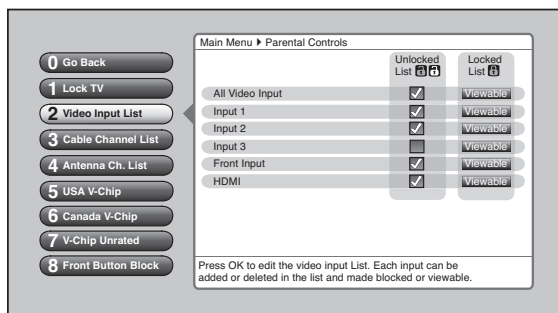 Main Menu Parental Controls
0 Go Back
1 Lock TV
2 Video Input List
3 Cable Channel List
4 Antenna Ch. List
5 USA V-Chip
6 Canada V-Chip
7 V-Chip Unrated
8 Front Button Block
Unlocked List
Locked List
All Video Input Viewable
Input 1 Viewable
Input 2 Viewable
Input 3 Viewable
Front Input Viewable
HDMI Viewable
Press OK to edit the video input List. Each input can be
added or deleted in the list and made blocked or viewable.